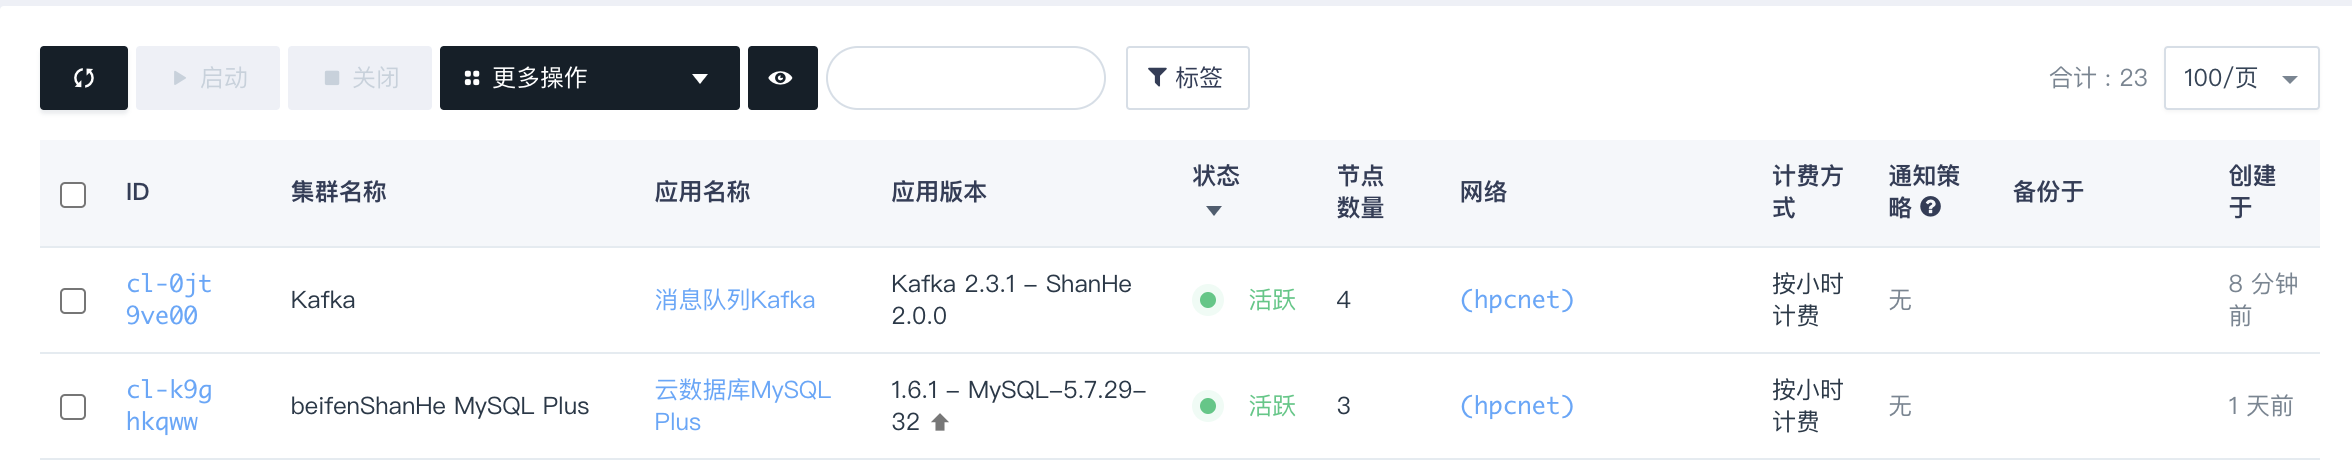 启动
关闭
更多操作
标签
合计：23
100/页
ID
集群名称
应用名称
应用版本
状态
节点
数量
网络
计费方
式
通知策
略?
备份于
创建
于
cl-0jt
9ve00
Kafka
消息队列Kafka
Kafka 2.3.1 – ShanHe
2.0.0
活跃
4
(hpcnet)
按小时
计费
无
8 分钟
前
cl-k9g
hkqww
beifenShanHe MySQL Plus
云数据库MySQL
Plus
1.6.1 – MySQL-5.7.29-
32
活跃
3
(hpcnet)
按小时
计费
无
1 天前